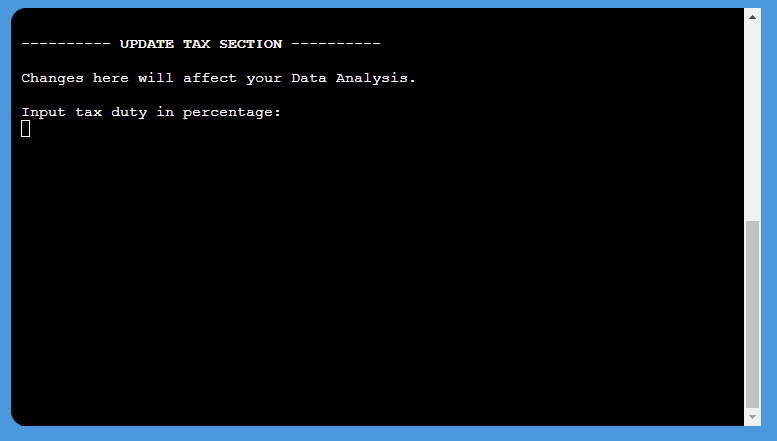 ---------- UPDATE TAX SECTION ----------
Changes here will affect your Data Analysis.
Input tax duty in percentage: